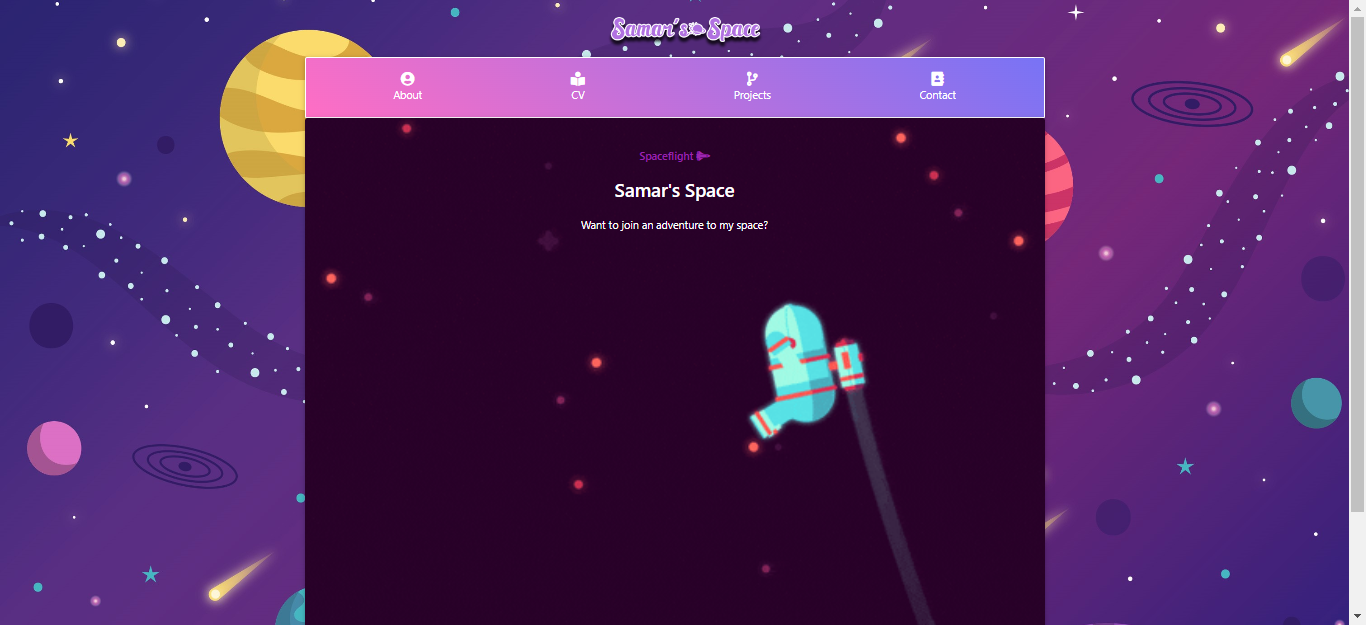 Samar's Space
About
CV
Projects
Contact
Spaceflight
Samar's Space
Want to join an adventure to my space?